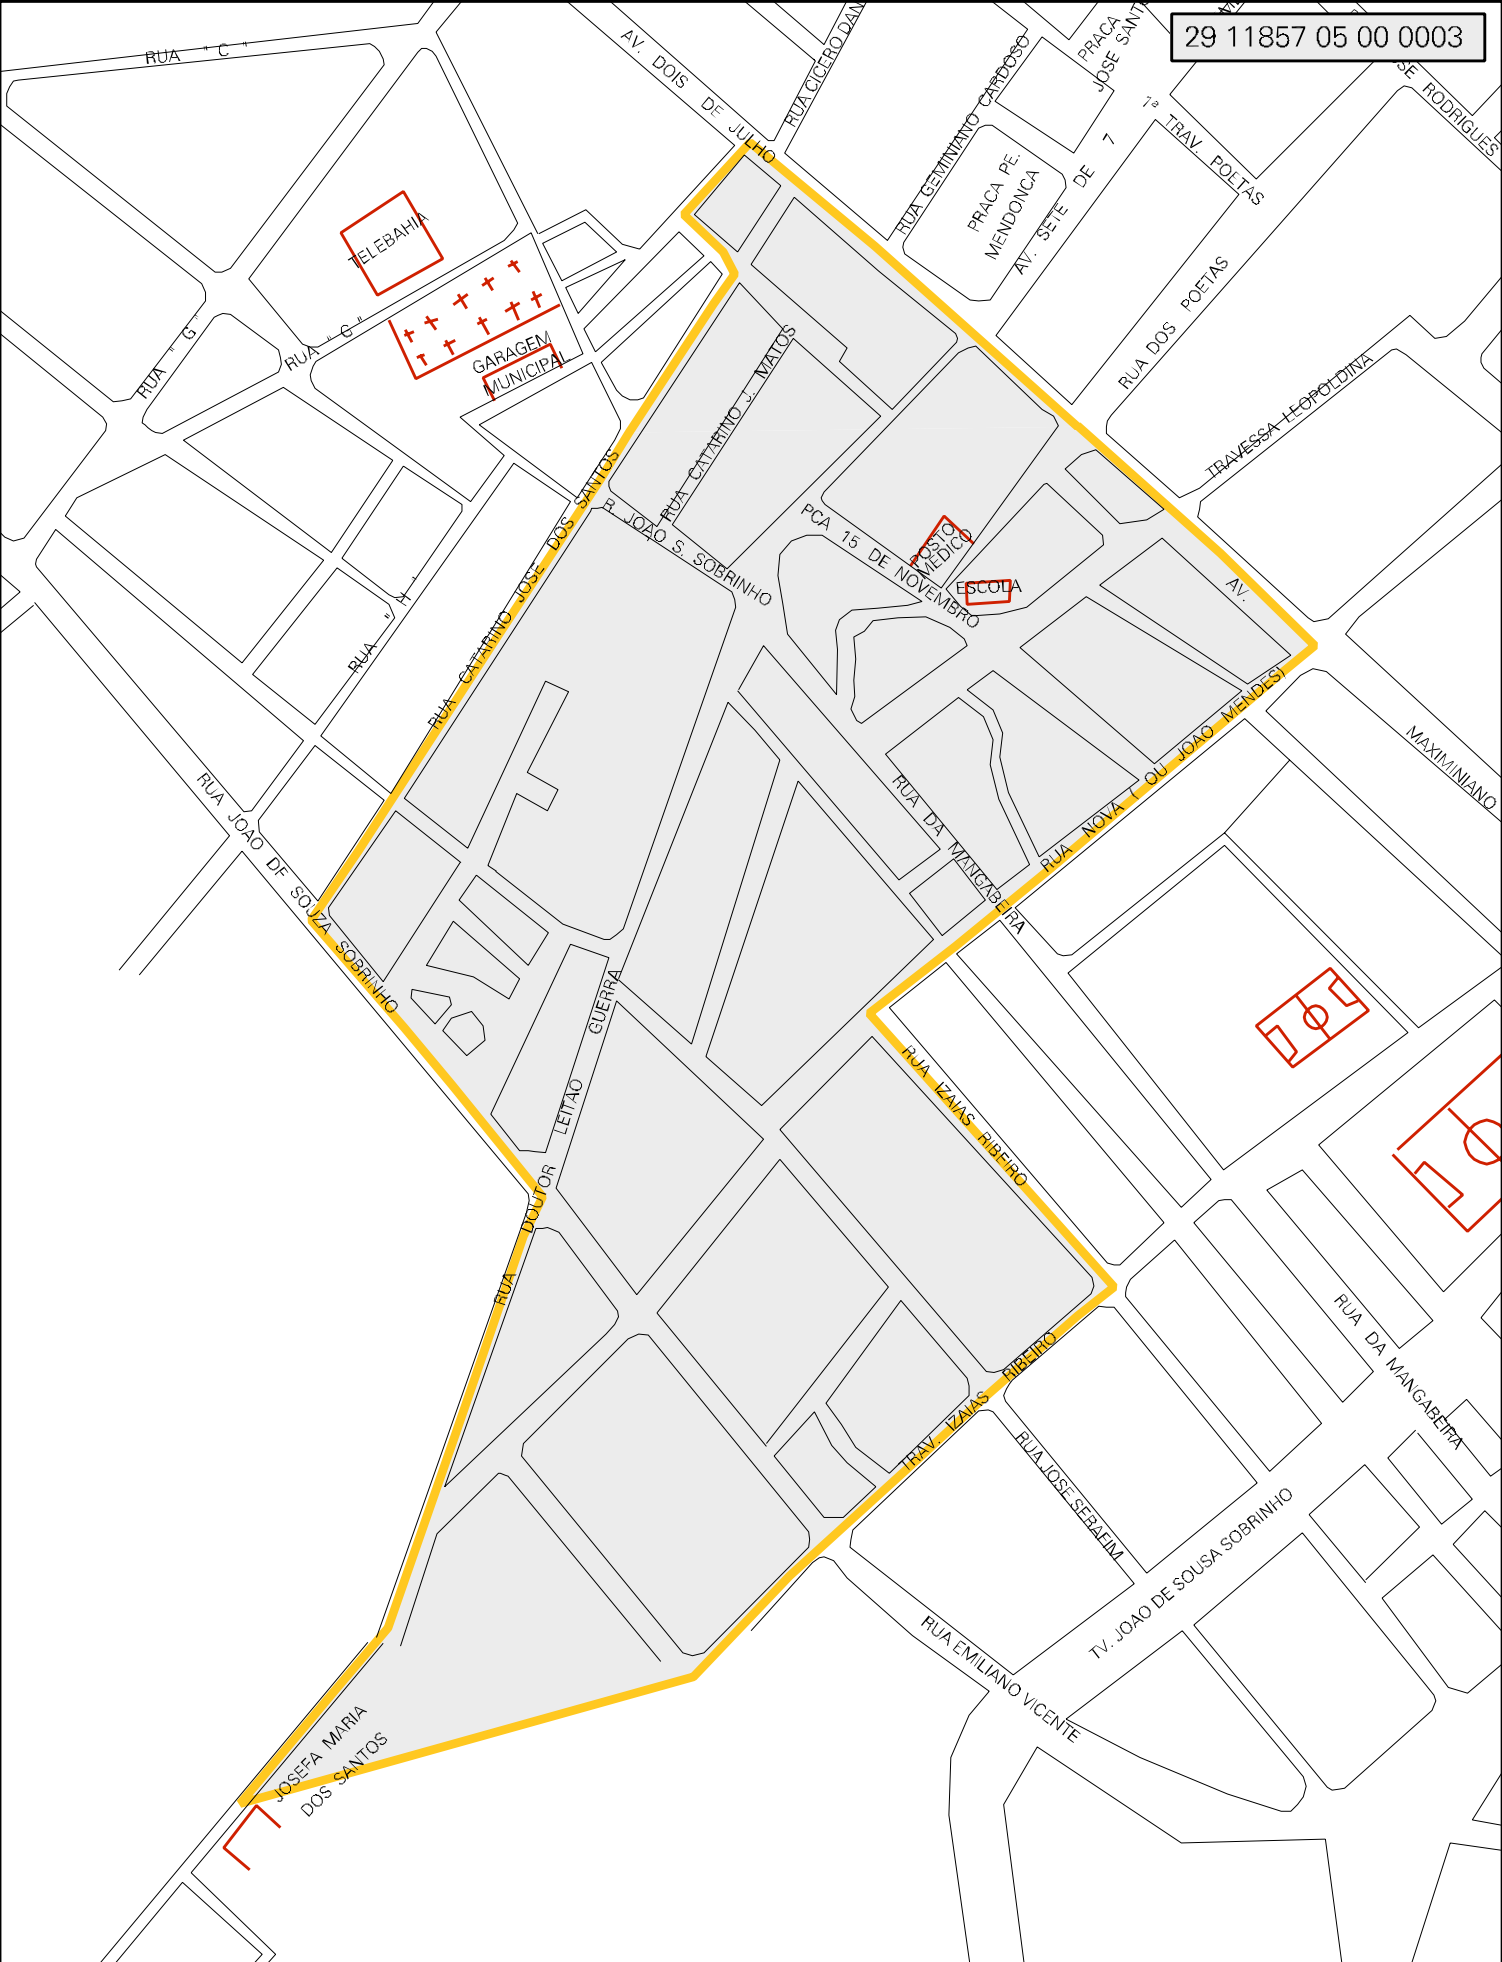 29 11857 05 00 0003
RUA " C "
AV. DOIS DE JULHO
RUA CICERO DAN
RUA GEMINIANO CARDOSO
PRACA
JOSE SANT
1ª TRAV. POETAS
RODRIGUES
PRACA PE.
MENDONCA
AV. SETE DE 7
RUA DOS POETAS
TRAVESSA LEOPOLDINA
TELEBAHIA
RUA " G "
RUA " G "
GARAGEM
MUNICIPAL
RUA CATARINO J. MATOS
RUA CATARINO JOSE DOS SANTOS
R. JOAO S. SOBRINHO
PCA 15 DE NOVEMBRO
POSTO
MEDICO
ESCOLA
AV.
RUA " H "
RUA NOVA ( OU JOAO MENDES)
MAXIMINIANO
RUA DA MANGABEIRA
RUA JOAO DE SOUZA SOBRINHO
RUA DOUTOR LEITAO GUERRA
RUA IZAIAS RIBEIRO
TRAV. IZAIAS RIBEIRO
RUA DA MANGABEIRA
RUA JOSE SERAFIM
TV. JOAO DE SOUSA SOBRINHO
RUA EMILIANO VICENTE
JOSEFA MARIA
DOS SANTOS